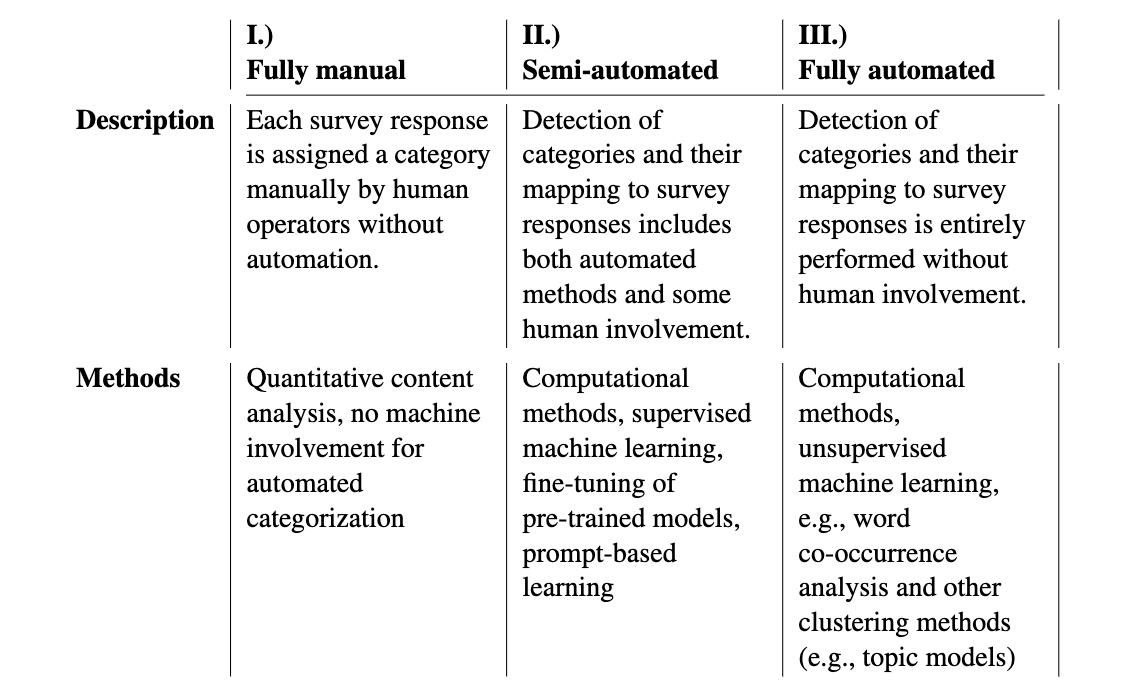 I.)
Fully manual
II.)
Semi-automated
III.)
Fully automated
Description
Each survey response
is assigned a category
manually by human
operators without
automation.
Detection of
categories and their
mapping to survey
responses includes
both automated
methods and some
human involvement.
Detection of
categories and their
mapping to survey
responses is entirely
performed without
human involvement.
Methods
Quantitative content
analysis, no machine
involvement for
automated
categorization
Computational
methods, supervised
machine learning,
fine-tuning of
pre-trained models,
prompt-based
learning
Computational
methods,
unsupervised
machine learning,
e.g., word
co-occurrence
analysis and other
clustering methods
(e.g., topic models)